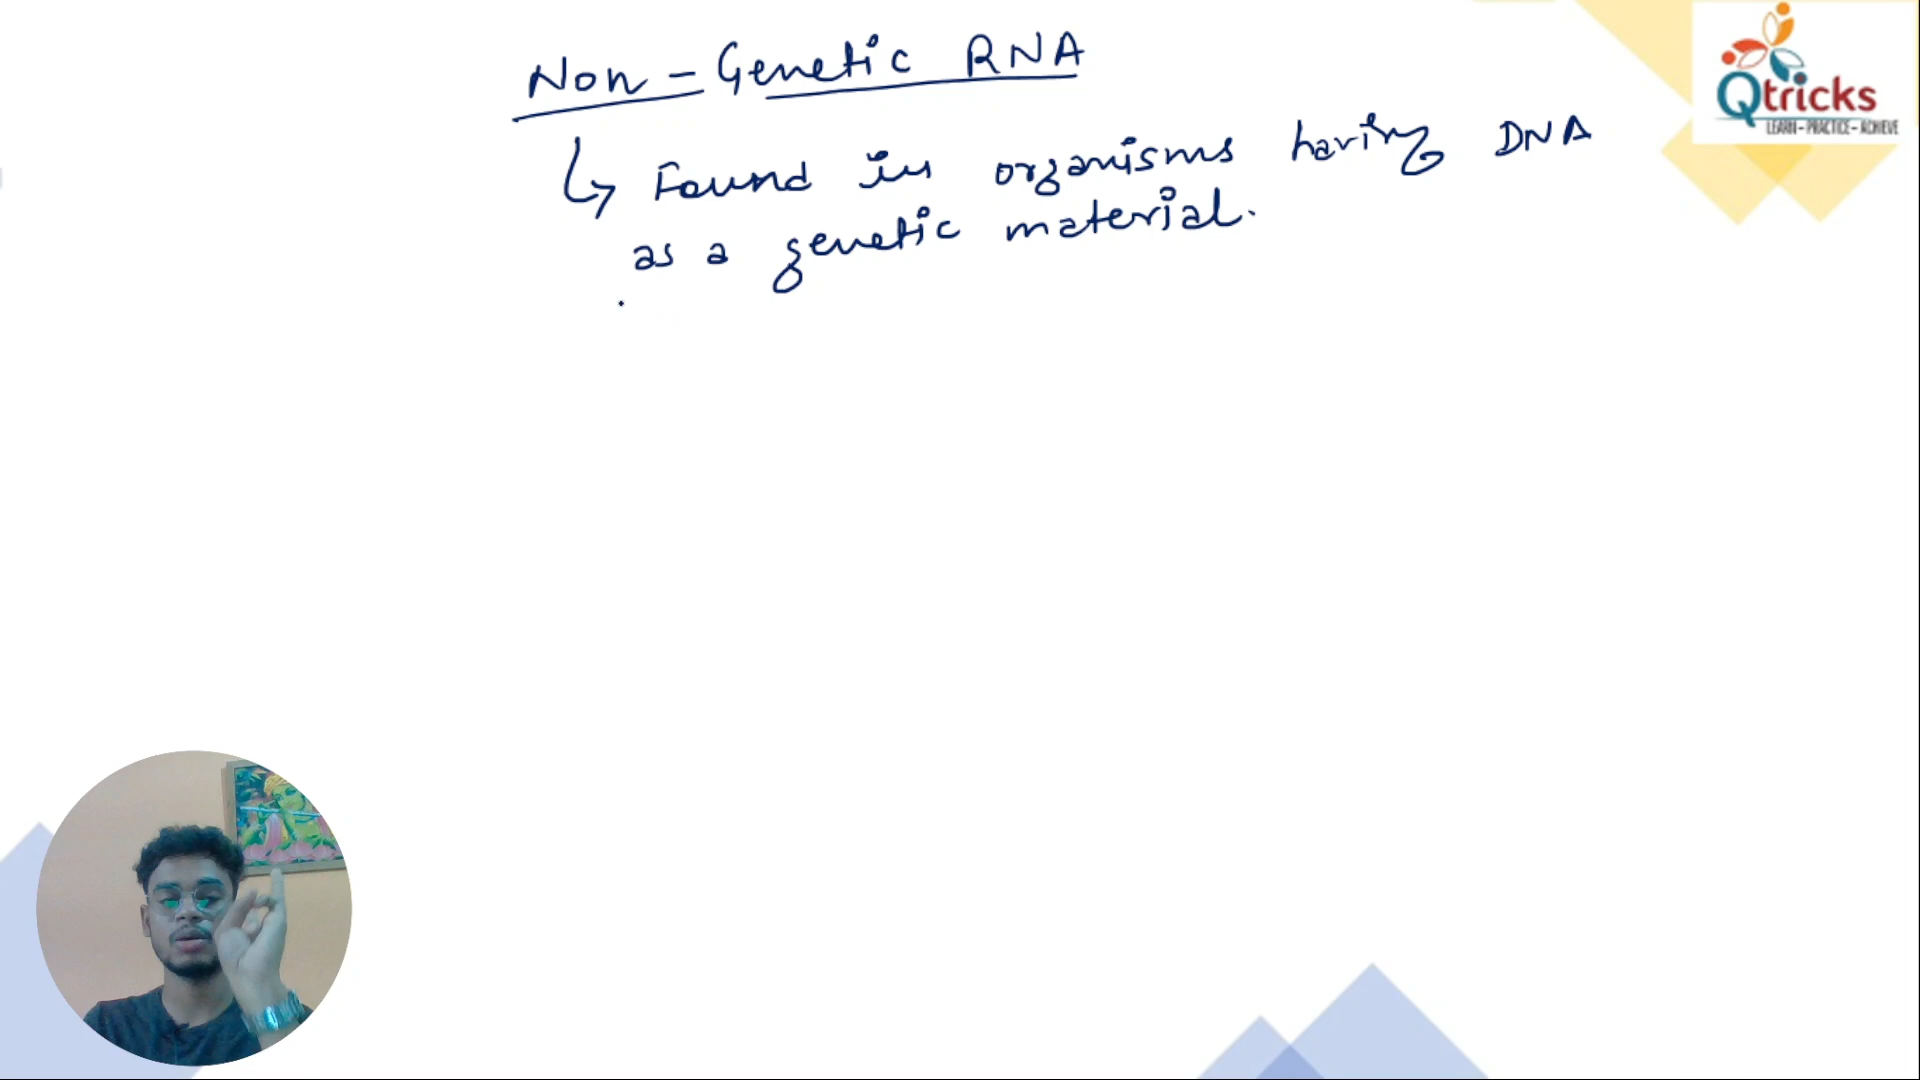 Non-Genetic RNA
Qtricks
LEARN-PRACTICE-ACHIEVE
↳ Found in organisms having DNA
as a genetic material.